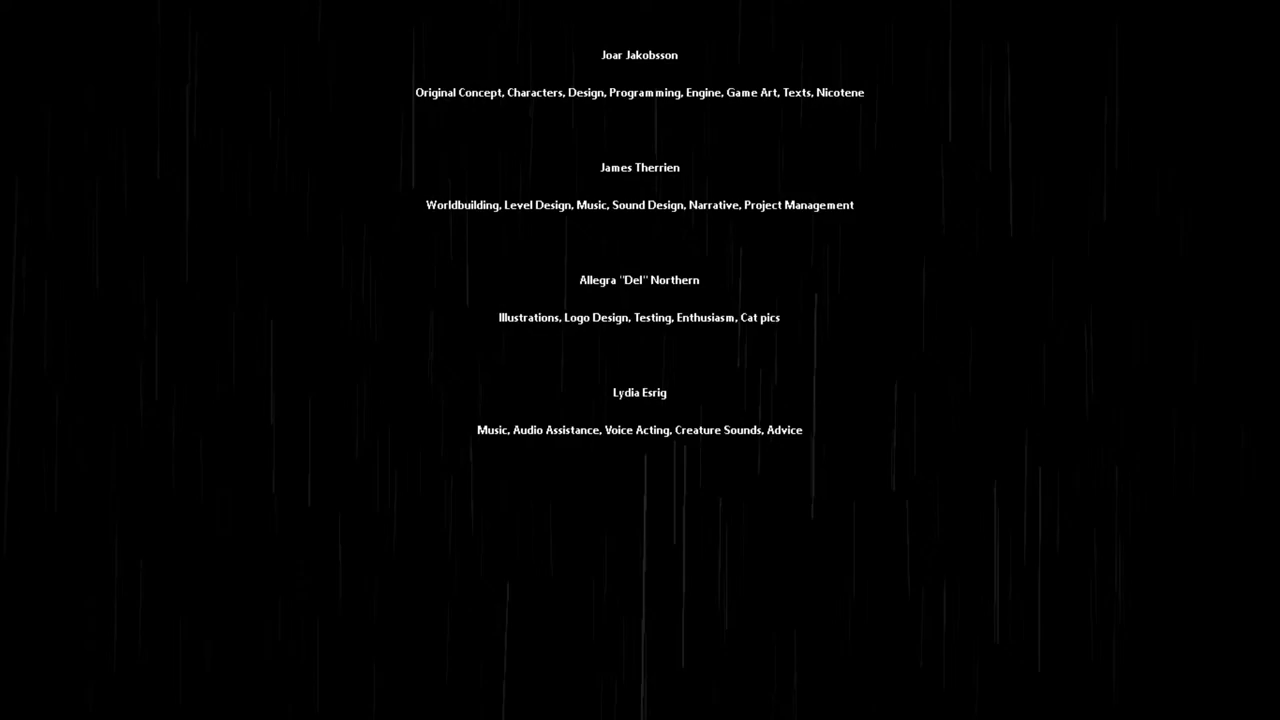 Joar Jakobsson
Original Concept, Characters, Design, Programming, Engine, Game Art, Texts, Nicotene
James Therrien
Worldbuilding, Level Design, Music, Sound Design, Narrative, Project Management
Allegra "Del" Northern
Illustrations, Logo Design, Testing, Enthusiasm, Cat pics
Lydia Esrig
Music, Audio Assistance, Voice Acting, Creature Sounds, Advice